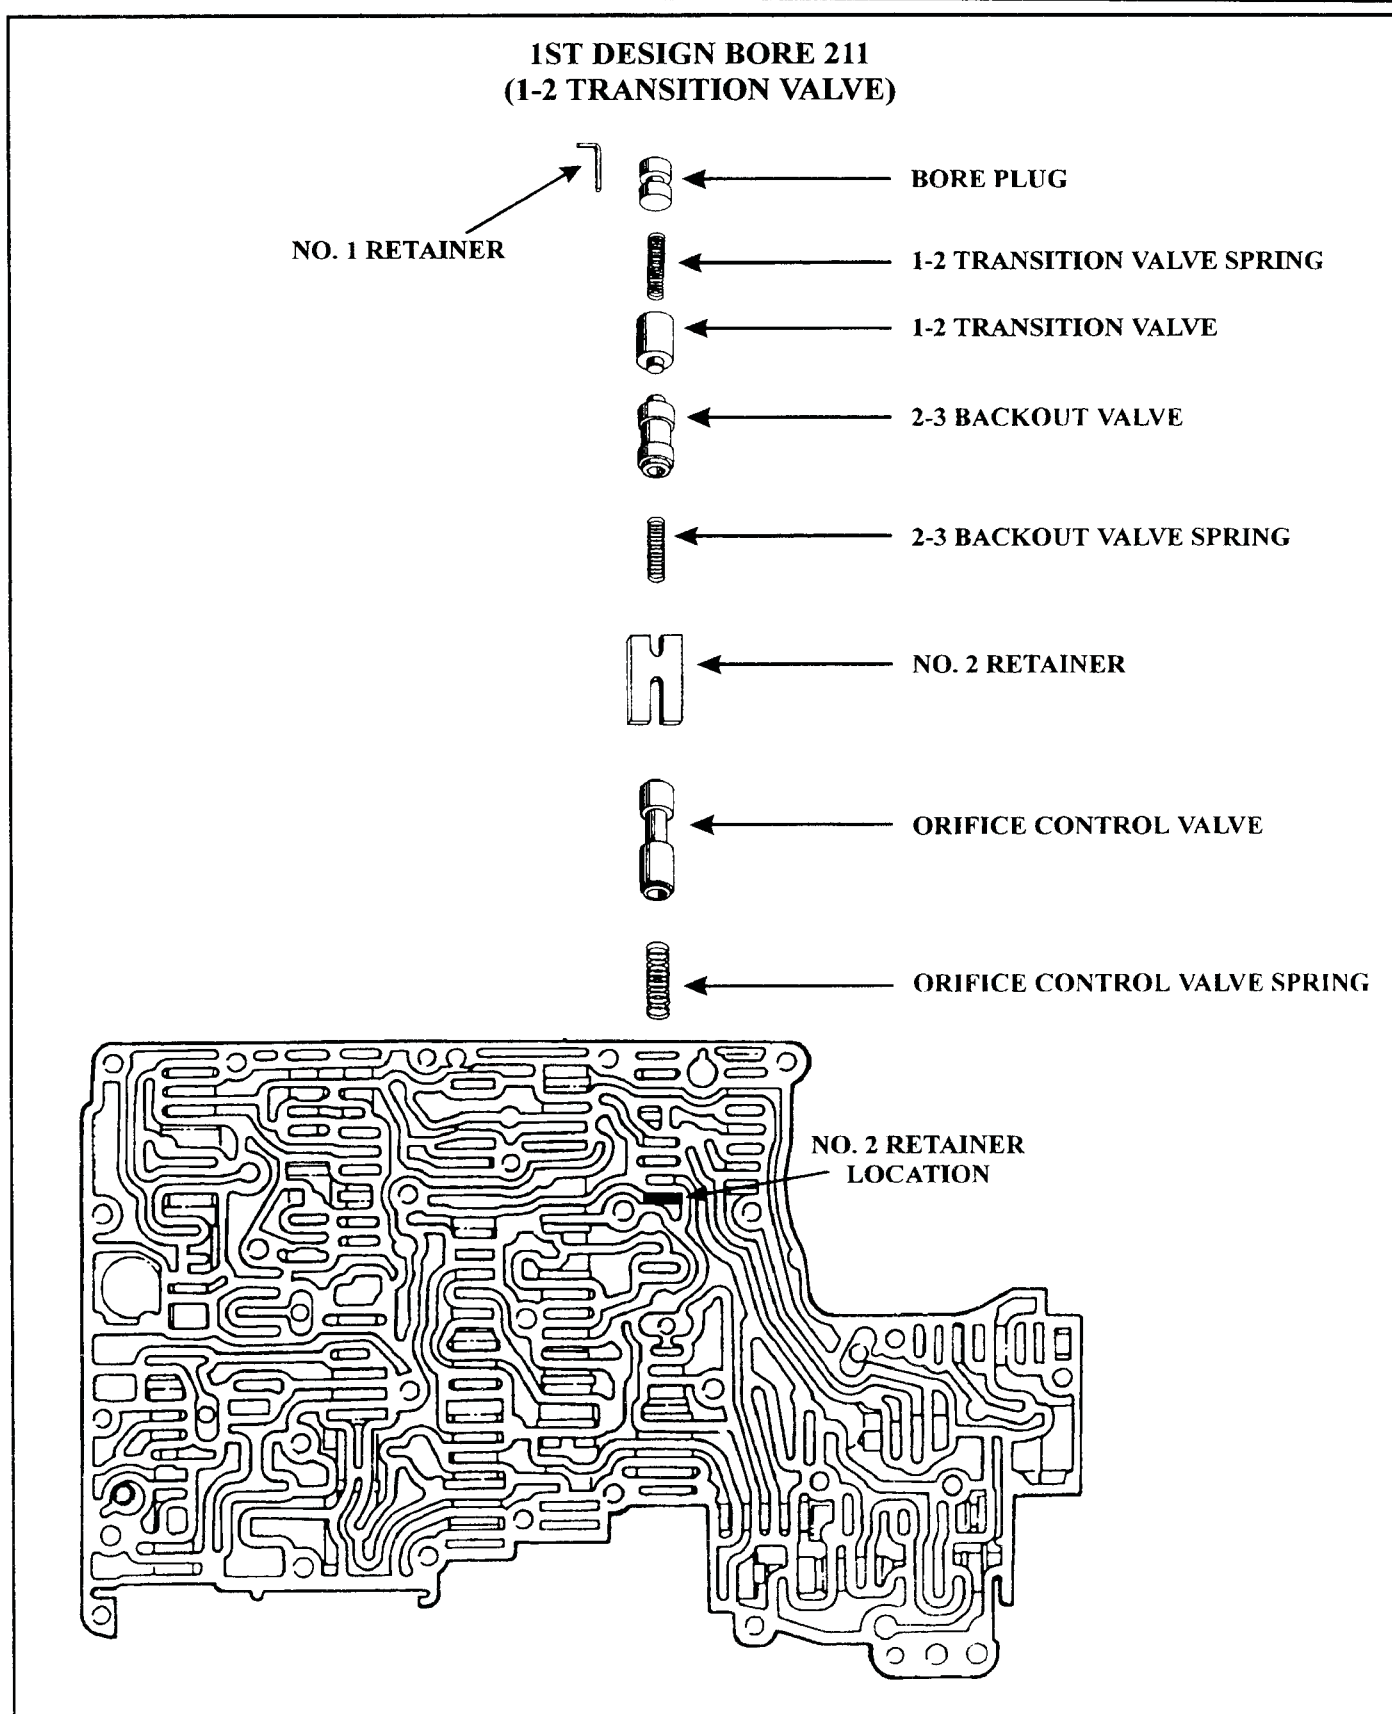 1ST DESIGN BORE 211
(1-2 TRANSITION VALVE)
BORE PLUG
NO. 1 RETAINER
1-2 TRANSITION VALVE SPRING
1-2 TRANSITION VALVE
2-3 BACKOUT VALVE
2-3 BACKOUT VALVE SPRING
NO. 2 RETAINER
ORIFICE CONTROL VALVE
ORIFICE CONTROL VALVE SPRING
NO. 2 RETAINER
LOCATION